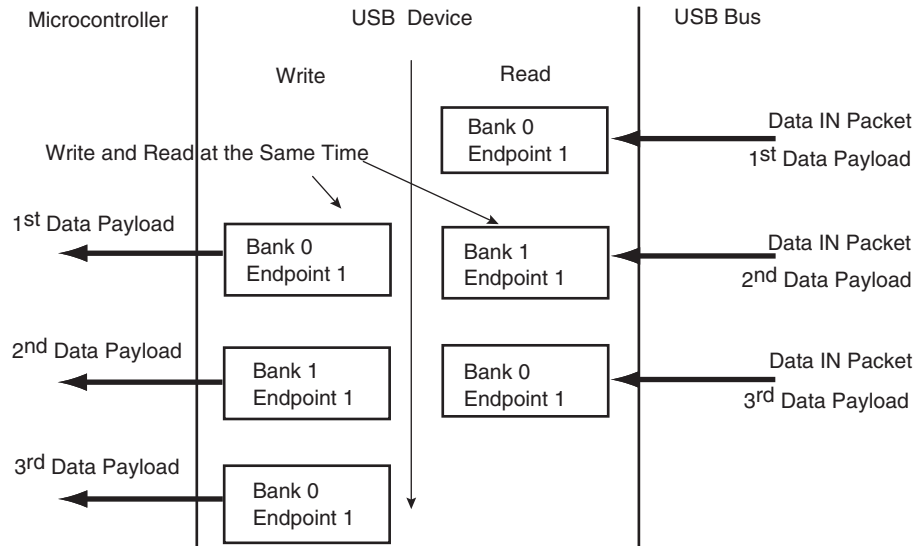 Microcontroller
USB Device
USB Bus
Write
Read
Bank 0
Endpoint 1
Data IN Packet
1st Data Payload
Write and Read at the Same Time
1st Data Payload
Bank 0
Endpoint 1
Bank 1
Endpoint 1
Data IN Packet
2nd Data Payload
2nd Data Payload
Bank 1
Endpoint 1
Bank 0
Endpoint 1
Data IN Packet
3rd Data Payload
3rd Data Payload
Bank 0
Endpoint 1